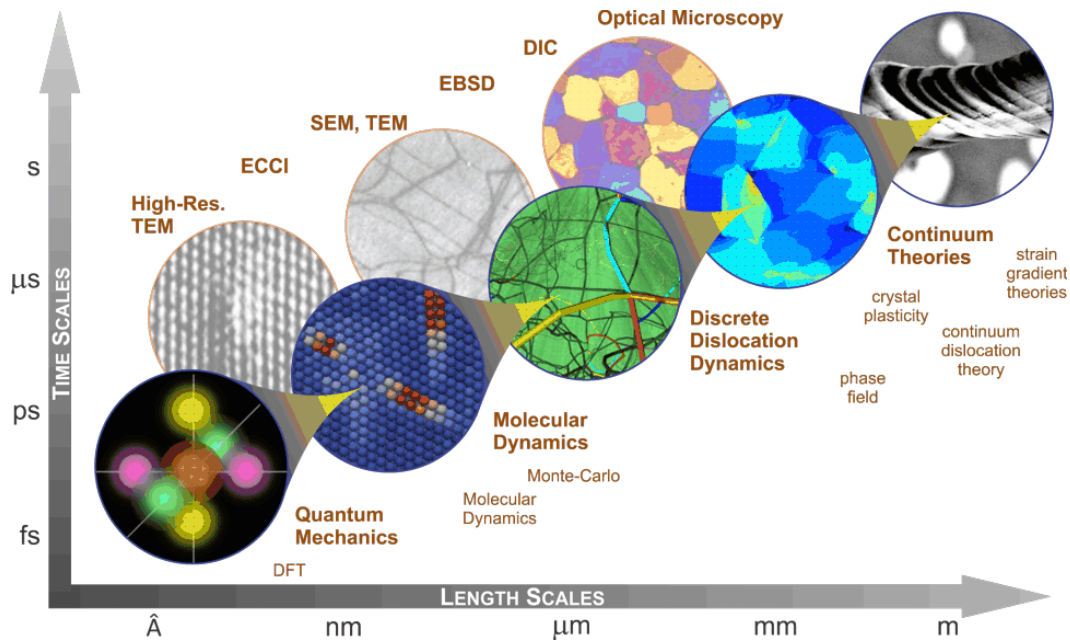 Optical Microscopy
DIC
EBSD
SEM, TEM
ECCI
High-Res.
TEM
s
μs
ps
fs
TIME SCALES
Continuum
Theories
strain
gradient
theories
crystal
plasticity
continuum
dislocation
theory
phase
field
Discrete
Dislocation
Dynamics
Molecular
Dynamics
Monte-Carlo
Molecular
Dynamics
Quantum
Mechanics
DFT
LENGTH SCALES
Â
nm
μm
mm
m